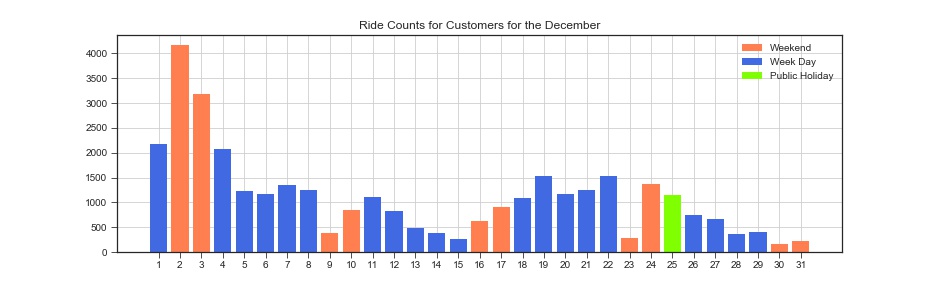 Ride Counts for Customers for the December
4000
3500
3000
2500
2000
1500
1000
500
0
Weekend
Week Day
Public Holiday
1 2 3 4 5 6 7 8 9 10 11 12 13 14 15 16 17 18 19 20 21 22 23 24 25 26 27 28 29 30 31